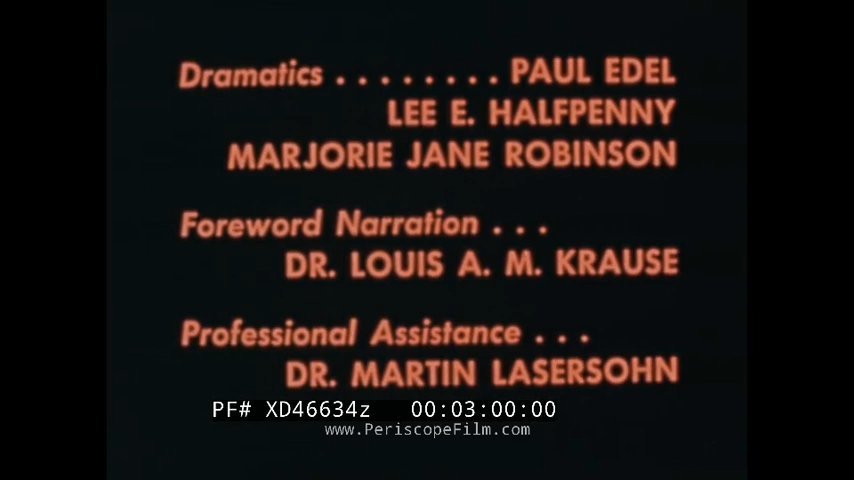 Dramatics . . . . . . . . PAUL EDEL
LEE E. HALFPENNY
MARJORIE JANE ROBINSON
Foreword Narration . . .
DR. LOUIS A. M. KRAUSE
Professional Assistance . . .
DR. MARTIN LASERSOHN
PF# XD46634z 00:03:00:00
www.PeriscopeFilm.com